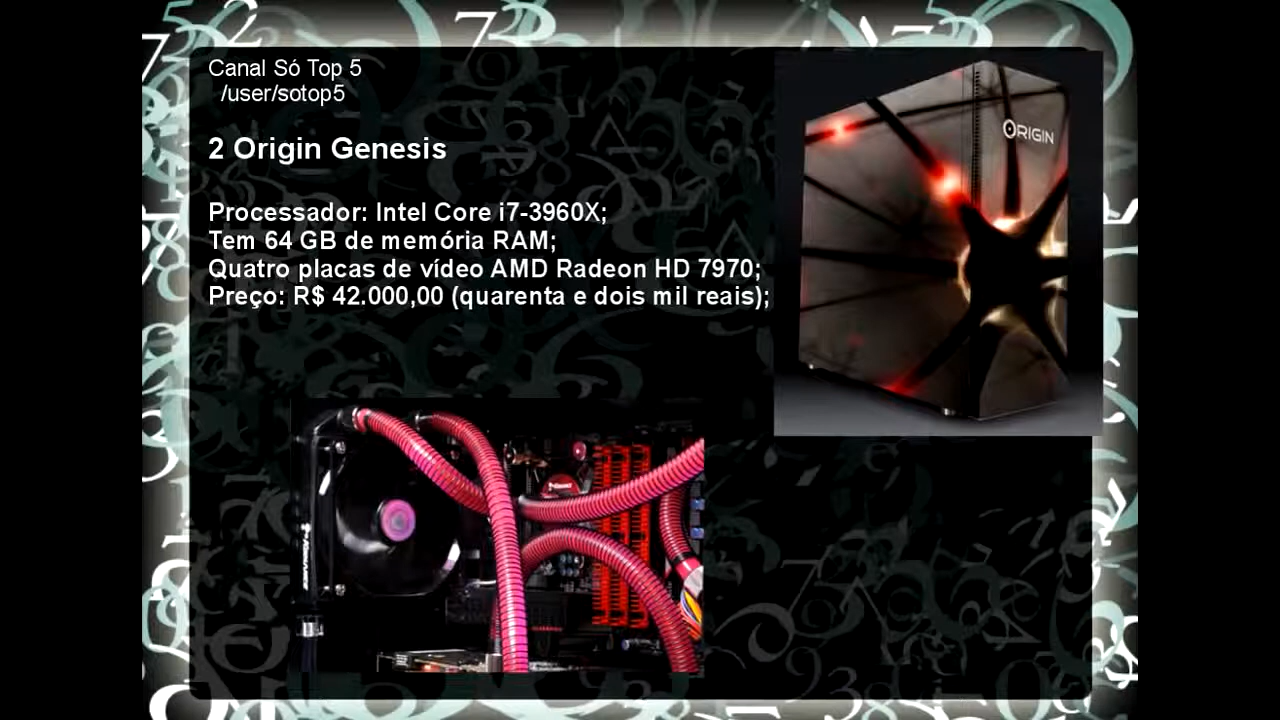 Canal Só Top 5
/user/sotop5
2 Origin Genesis
Processador: Intel Core i7-3960X;
Tem 64 GB de memória RAM;
Quatro placas de vídeo AMD Radeon HD 7970;
Preço: R$ 42.000,00 (quarenta e dois mil reais);
ORIGIN